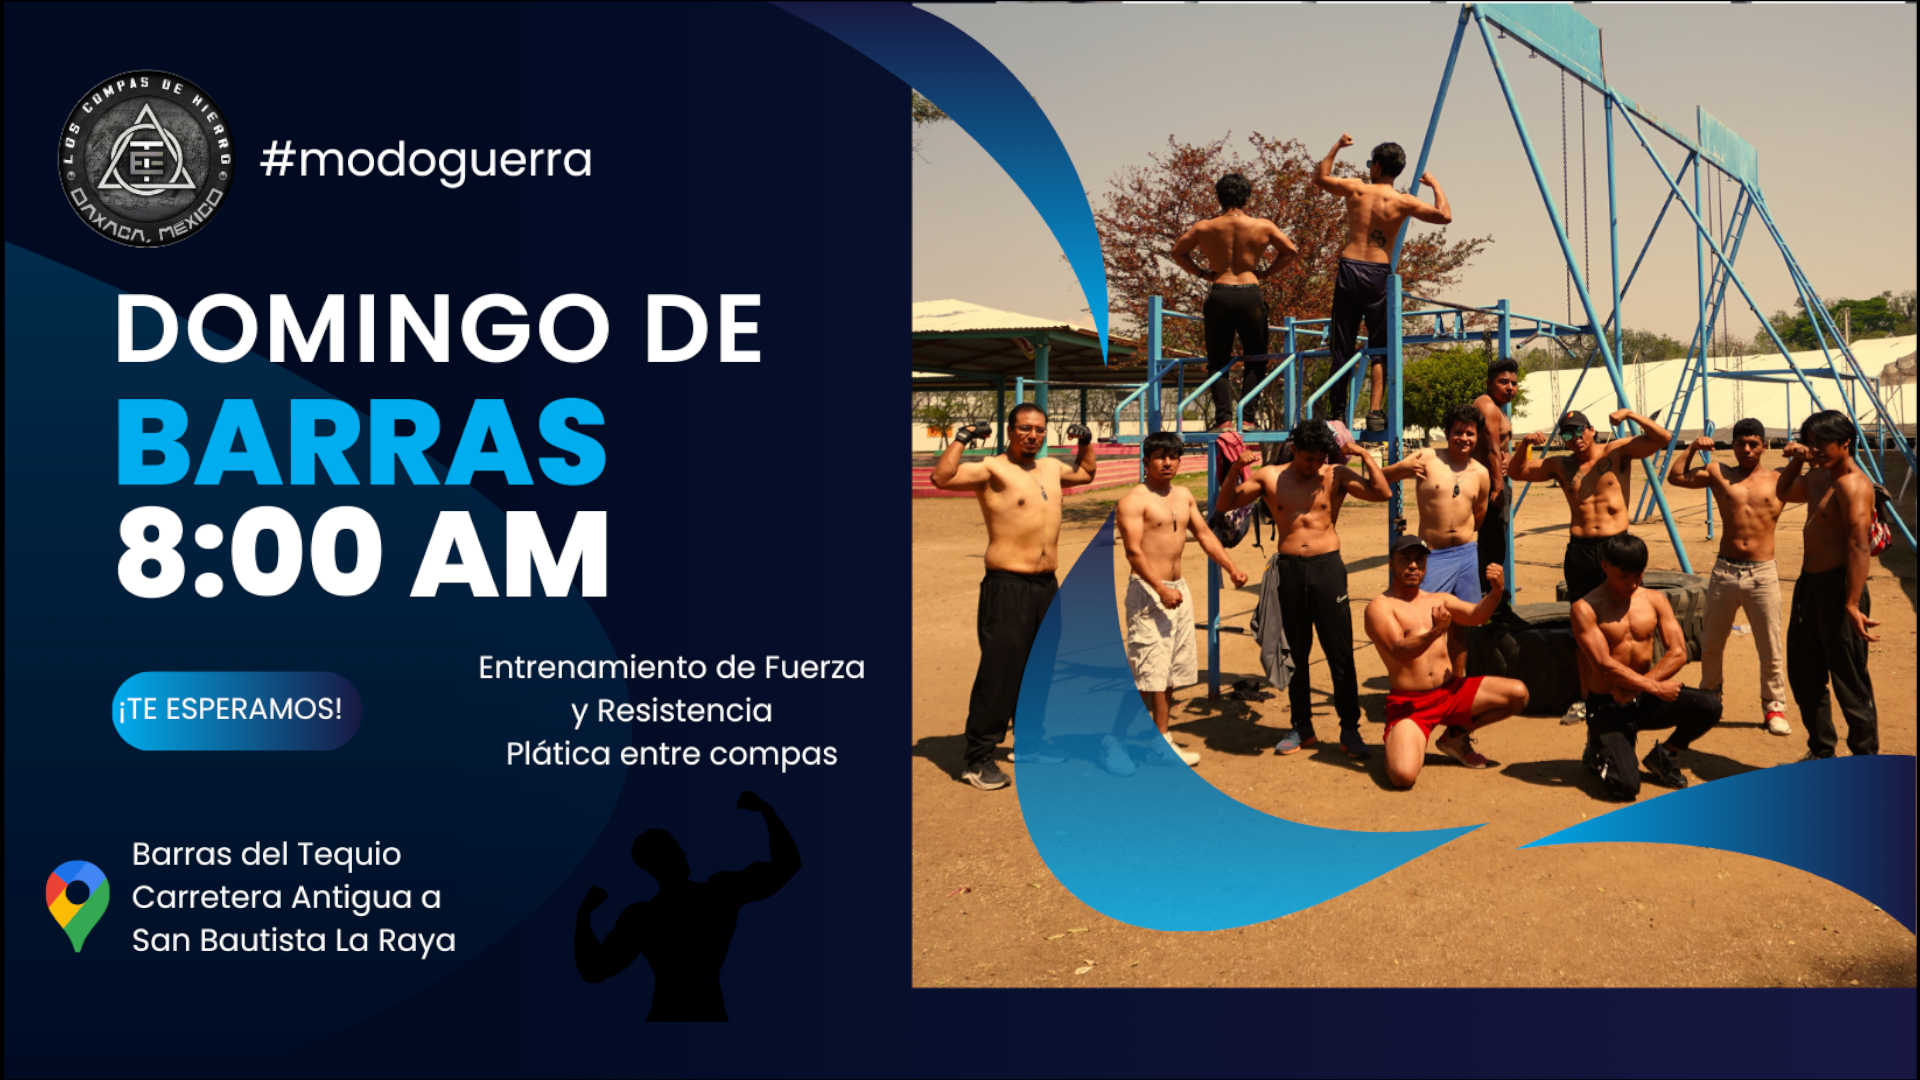 LOS COMPAS DE HIERRO
OAXACA, MÉXICO
#modoguerra
DOMINGO DE
BARRAS
8:00 AM
¡TE ESPERAMOS!
Entrenamiento de Fuerza
y Resistencia
Plática entre compas
Barras del Tequio
Carretera Antigua a
San Bautista La Raya